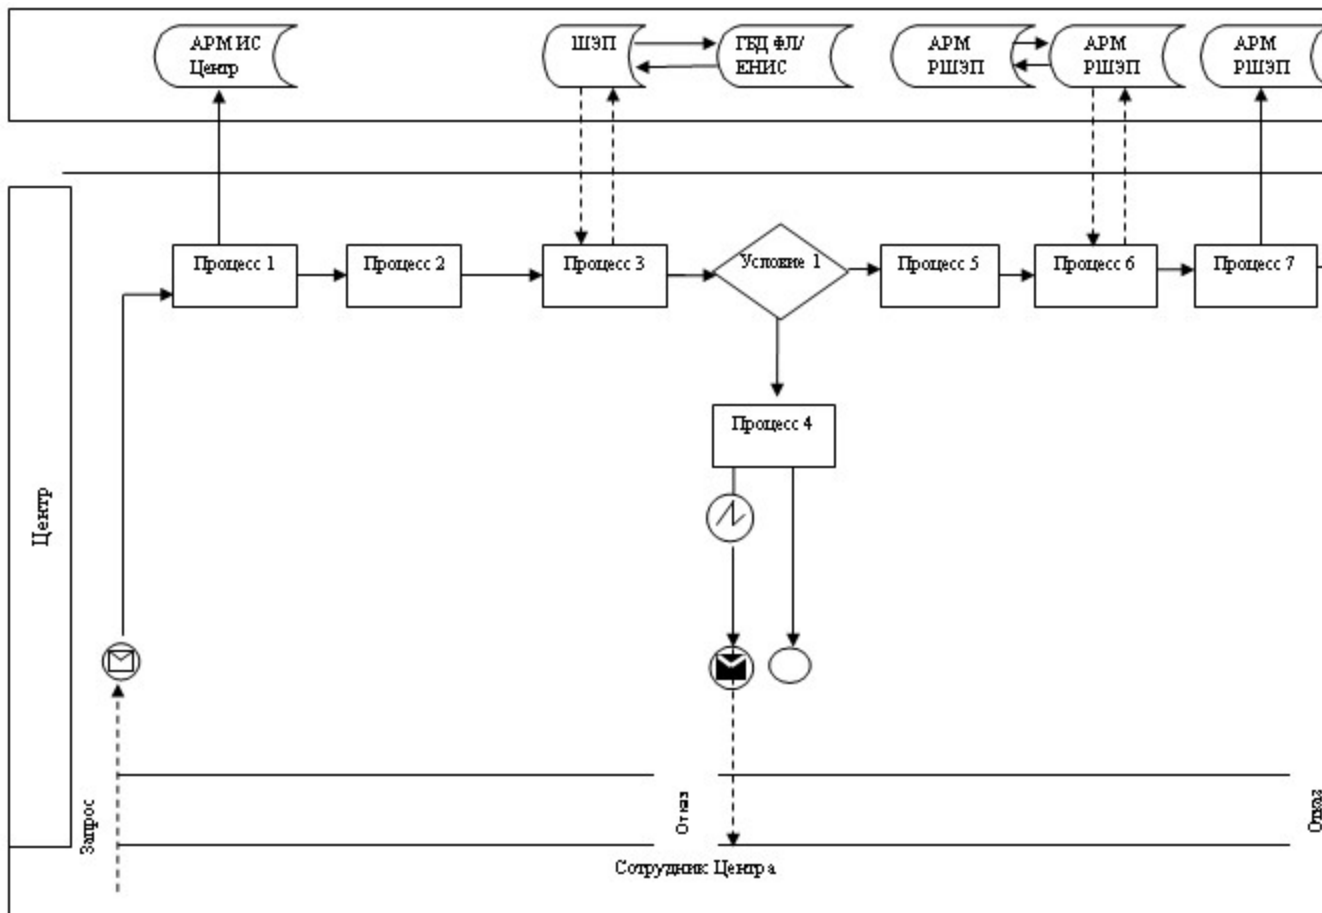 АРМ ИС
Центр
ШЭП
ГБД ФЛ/
ЕНИС
АРМ
РШЭП
АРМ
РШЭП
АРМ
РШЭП
Процесс 1
Процесс 2
Процесс 3
Условие 1
Процесс 5
Процесс 6
Процесс 7
Процесс 4
Центр
Запрос
Отказ
Отказ
Сотрудник Центра